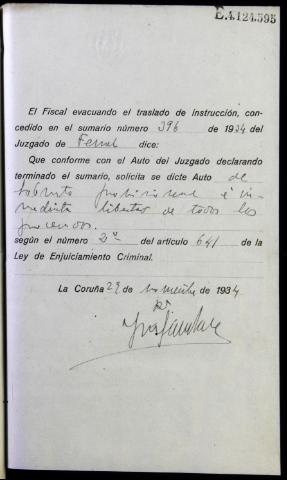 E.4.124.595
El Fiscal evacuando el traslado de instrucción, con-
cedido en el sumario número 396 de 1934 del
Juzgado de Ferrol dice:
Que conforme con el Auto del Juzgado declarando
terminado el sumario, solicita se dicte Auto de
provisional é in-
mediata libertad de todos los
procesados.
según el número 2º del artículo 641 de la
Ley de Enjuiciamiento Criminal.
La Coruña 29 de noviembre de 1934